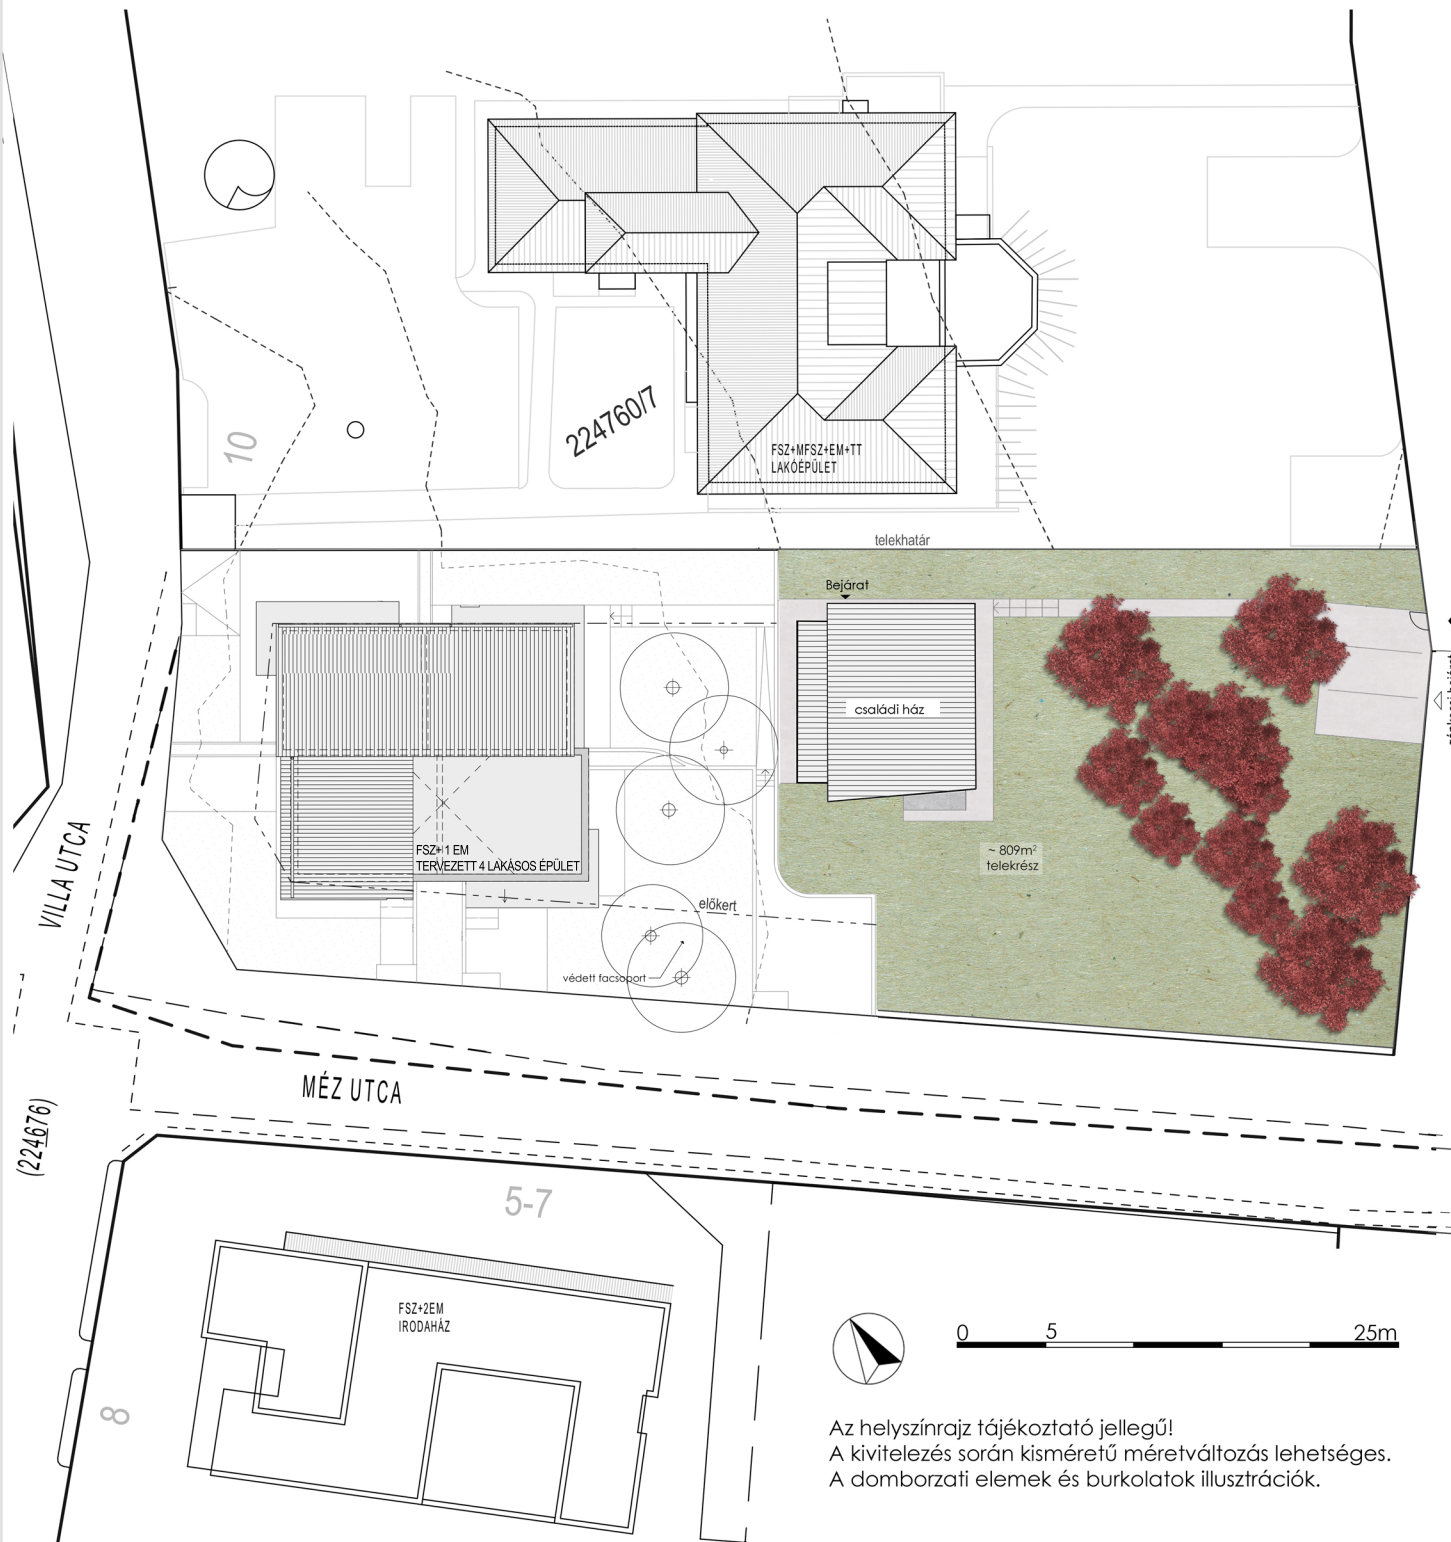 10
224760/7
FSZ+MFSZ+EM+TT
LAKÓÉPÜLET
telekhatár
Bejárat
családi ház
FSZ+ 1 EM
TERVEZETT 4 LAKÁSOS ÉPÜLET
~ 809m²
telekrész
előkert
védett facsoport
VILLA UTCA
MÉZ UTCA
(224676)
5-7
FSZ+2EM
IRODAHÁZ
8
0 5 25m
Az helyszínrajz tájékoztató jellegű!
A kivitelezés során kisméretű méretváltozás lehetséges.
A domborzati elemek és burkolatok illusztrációk.